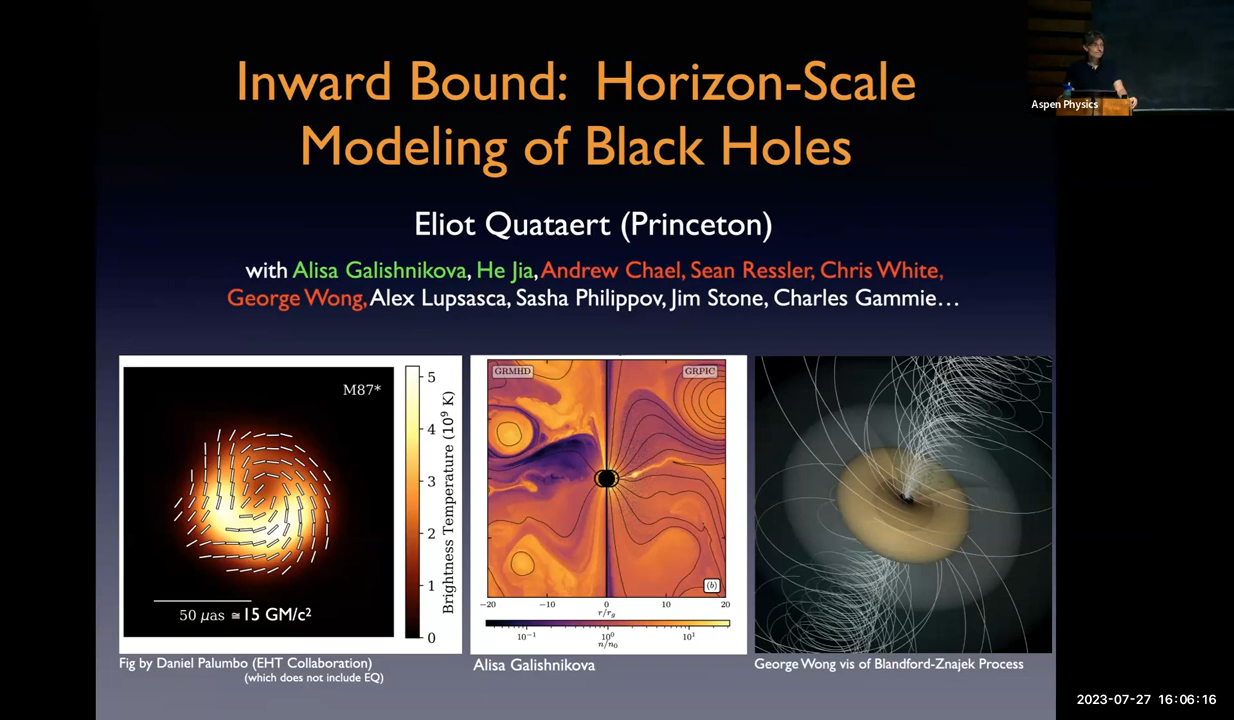 Inward Bound: Horizon-Scale
Modeling of Black Holes
Aspen Physics
Eliot Quataert (Princeton)
with Alisa Galishnikova, He Jia, Andrew Chael, Sean Ressler, Chris White,
George Wong, Alex Lupsasca, Sasha Philippov, Jim Stone, Charles Gammie…
M87*
50 μas ≅15 GM/c²
5
4
3
2
1
0
Brightness Temperature (10⁹ K)
GRMHD
GRPIC
(b)
−20 −10 0 10 20
r/r_g
10⁻¹ 10⁰ 10¹
n/n₀
Fig by Daniel Palumbo (EHT Collaboration)
(which does not include EQ)
Alisa Galishnikova
George Wong vis of Blandford-Znajek Process
2023-07-27 16:06:16